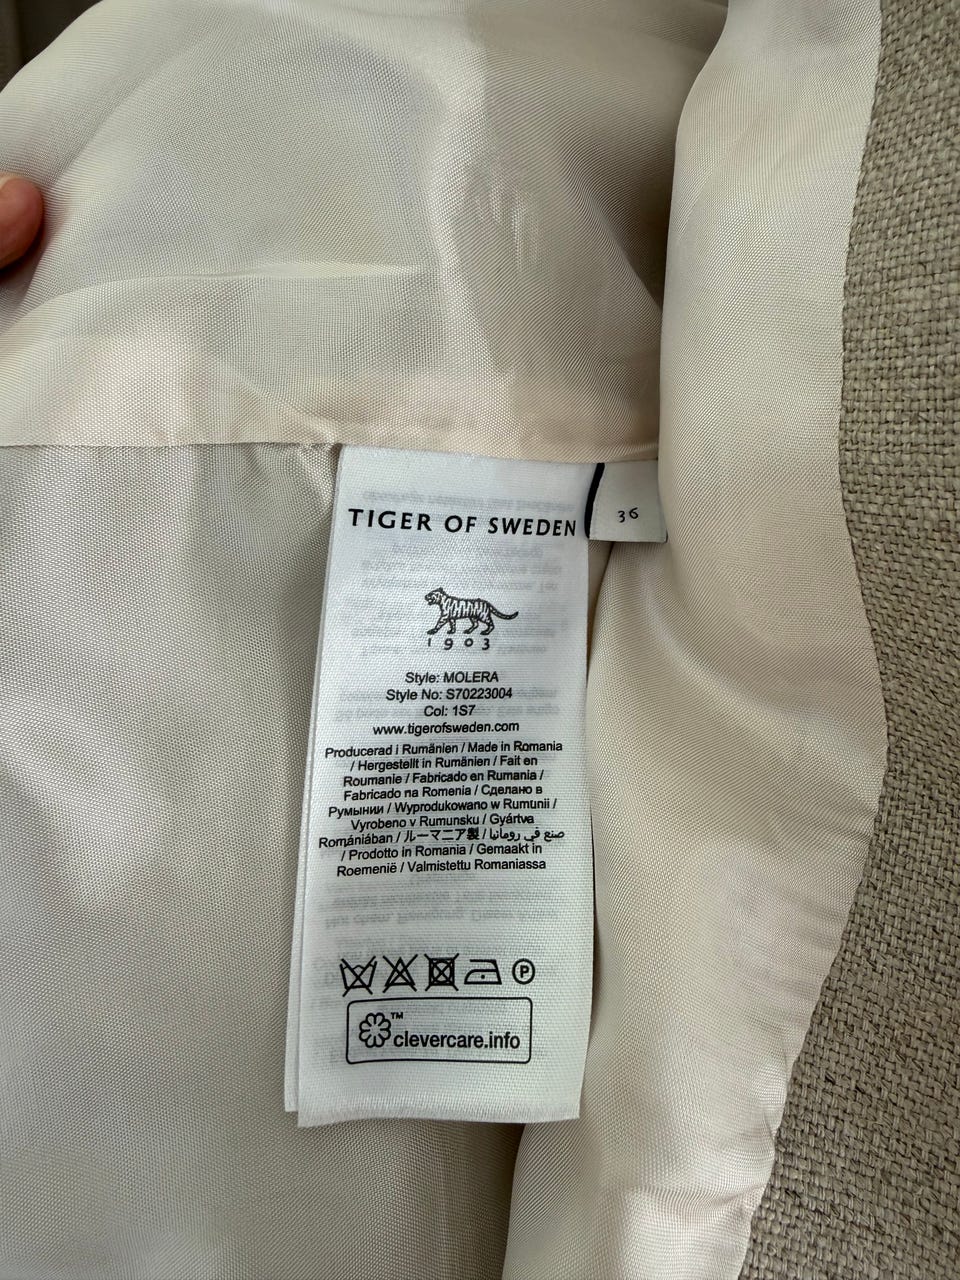 TIGER OF SWEDEN
36
1903
Style: MOLERA
Style No: S70223004
Col: 1S7
www.tigerofsweden.com
Producerad i Rumänien / Made in Romania
/ Hergestellt in Rumänien / Fait en
Roumanie / Fabricado en Rumania /
Fabricado na Romenia / Сделано в
Румынии / Wyprodukowano w Rumunii /
Vyrobeno v Rumunsku / Gyártva
Romániában / ルーマニア製 / صنع في رومانيا
/ Prodotto in Romania / Gemaakt in
Roemenië / Valmistettu Romaniassa
P
™
clevercare.info